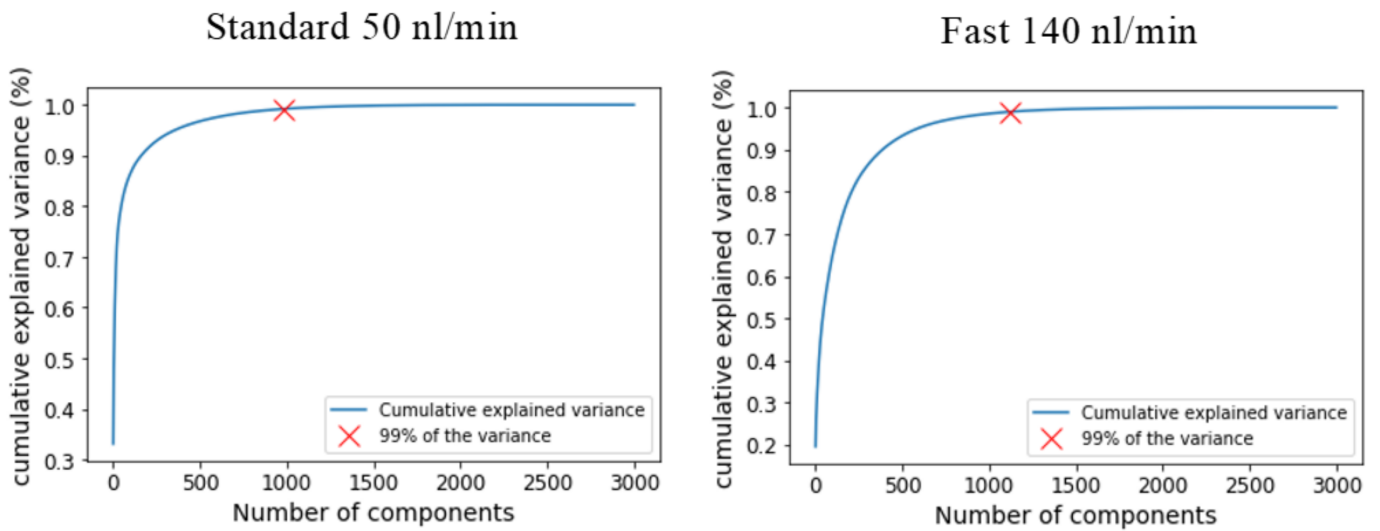 Standard 50 nl/min
cumulative explained variance (%)
1.0
0.9
0.8
0.7
0.6
0.5
0.4
0.3
Cumulative explained variance
99% of the variance
0 500 1000 1500 2000 2500 3000
Number of components
Fast 140 nl/min
cumulative explained variance (%)
1.0
0.9
0.8
0.7
0.6
0.5
0.4
0.3
0.2
Cumulative explained variance
99% of the variance
0 500 1000 1500 2000 2500 3000
Number of components